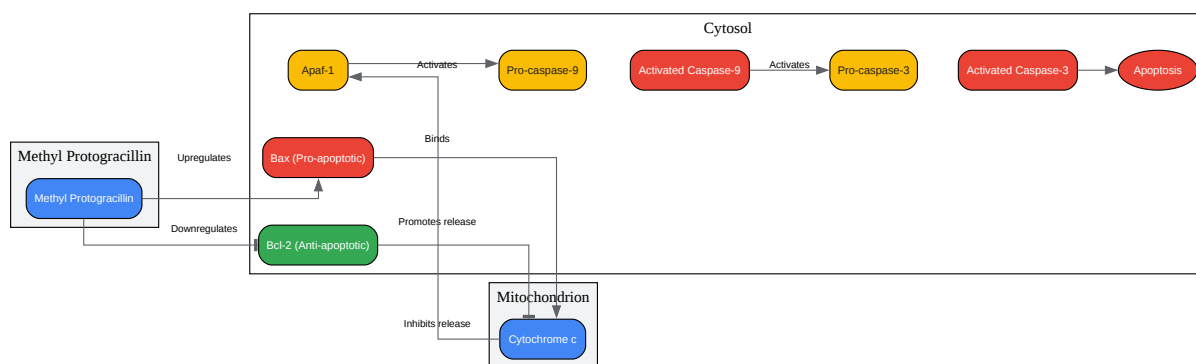 Cytosol
Apaf-1
Activates
Pro-caspase-9
Activated Caspase-9
Activates
Pro-caspase-3
Activated Caspase-3
Apoptosis
Binds
Methyl Protogracillin
Upregulates
Bax (Pro-apoptotic)
Methyl Protogracillin
Downregulates
Promotes release
Bcl-2 (Anti-apoptotic)
Mitochondrion
Inhibits release
Cytochrome c